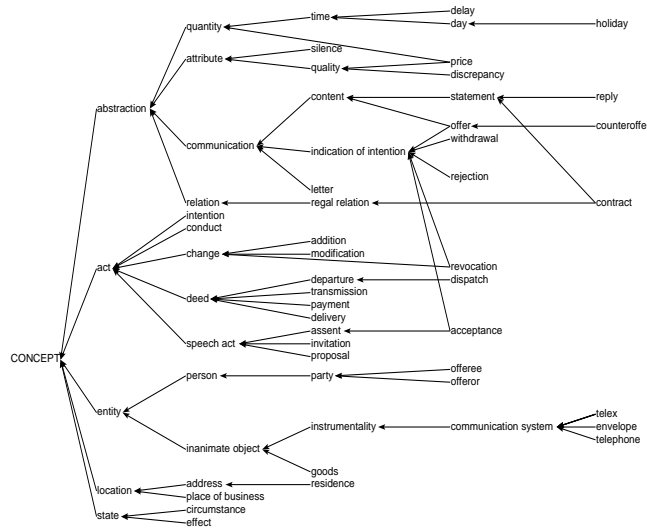 delay
time
day
holiday
quantity
silence
attribute
price
quality
discrepancy
content
statement
reply
abstraction
offer
counteroffe
withdrawal
communication
indication of intention
rejection
letter
relation
regal relation
contract
intention
conduct
addition
change
modification
act
revocation
departure
dispatch
transmission
deed
payment
delivery
assent
acceptance
speech act
invitation
proposal
CONCEPT
offeree
person
party
offeror
entity
telex
instrumentality
communication system
envelope
telephone
inanimate object
goods
address
residence
location
place of business
circumstance
state
effect